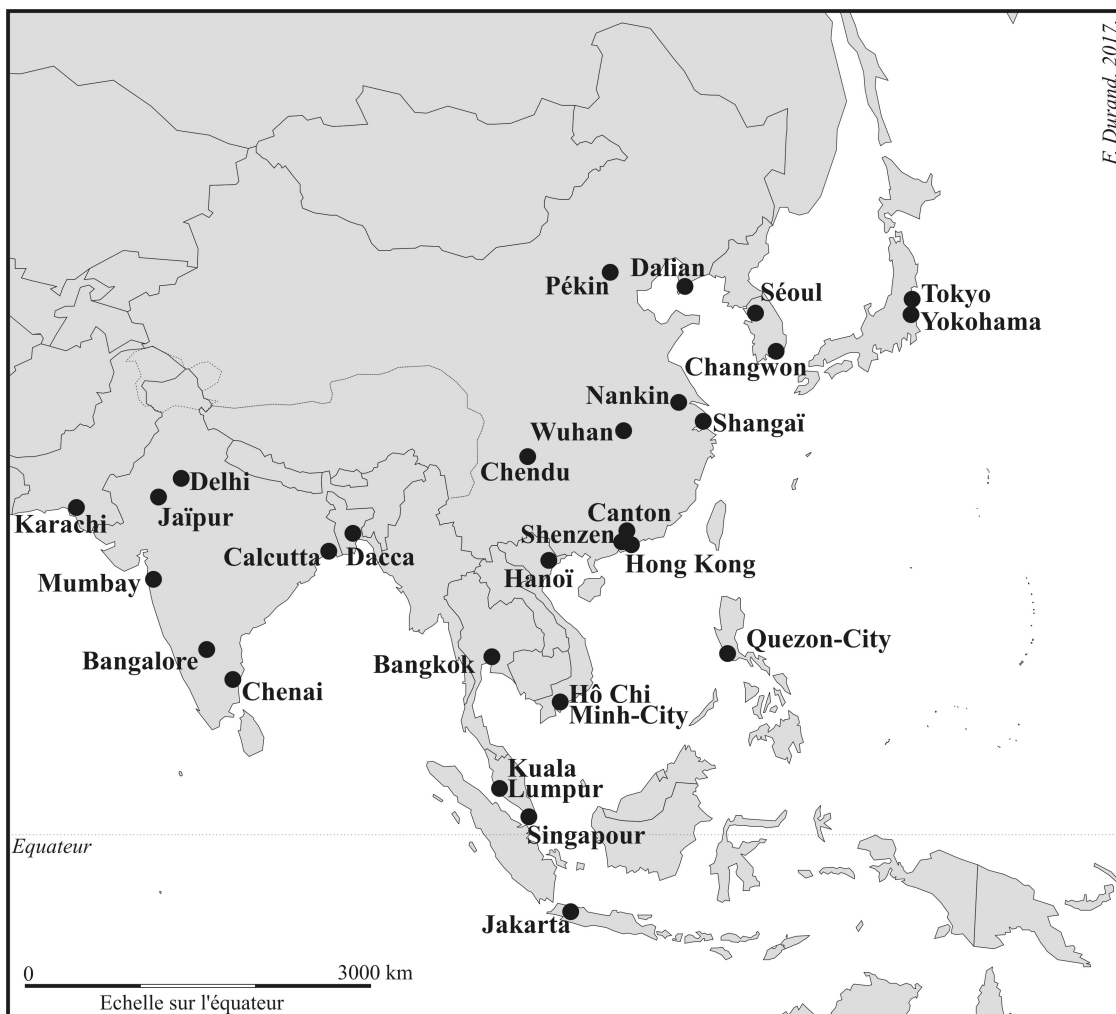 F. Durand, 2017.
Dalian
Pékin
Séoul
Tokyo
Yokohama
Changwon
Nankin
Shangaï
Wuhan
Chendu
Delhi
Jaïpur
Karachi
Canton
Shenzen
Hong Kong
Calcutta
Dacca
Hanoï
Mumbay
Quezon-City
Bangalore
Bangkok
Chenai
Hô Chi
Minh-City
Kuala
Lumpur
Singapour
Equateur
Jakarta
0 3000 km
Echelle sur l'équateur